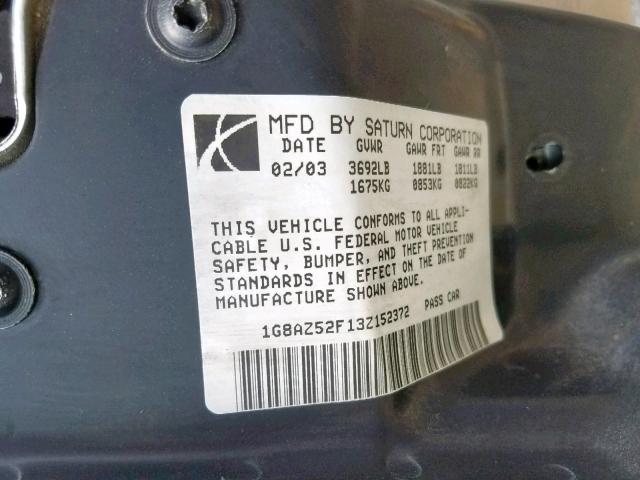 MFD BY SATURN CORPORATION
DATE GVWR GAWR FRT GAWR RR
02/03 3692LB 1881LB 1811LB
1675KG 0853KG 0822KG
THIS VEHICLE CONFORMS TO ALL APPLI-
CABLE U.S. FEDERAL MOTOR VEHICLE
SAFETY, BUMPER, AND THEFT PREVENTION
STANDARDS IN EFFECT ON THE DATE OF
MANUFACTURE SHOWN ABOVE.
1G8AZ52F13Z152372 PASS CAR